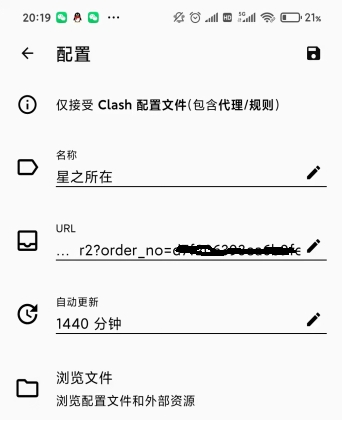 20:19 ... HD 5G 21%
配置
仅接受 Clash 配置文件(包含代理/规则)
名称
星之所在
URL
... r2?order_no=
自动更新
1440 分钟
浏览文件
浏览配置文件和外部资源